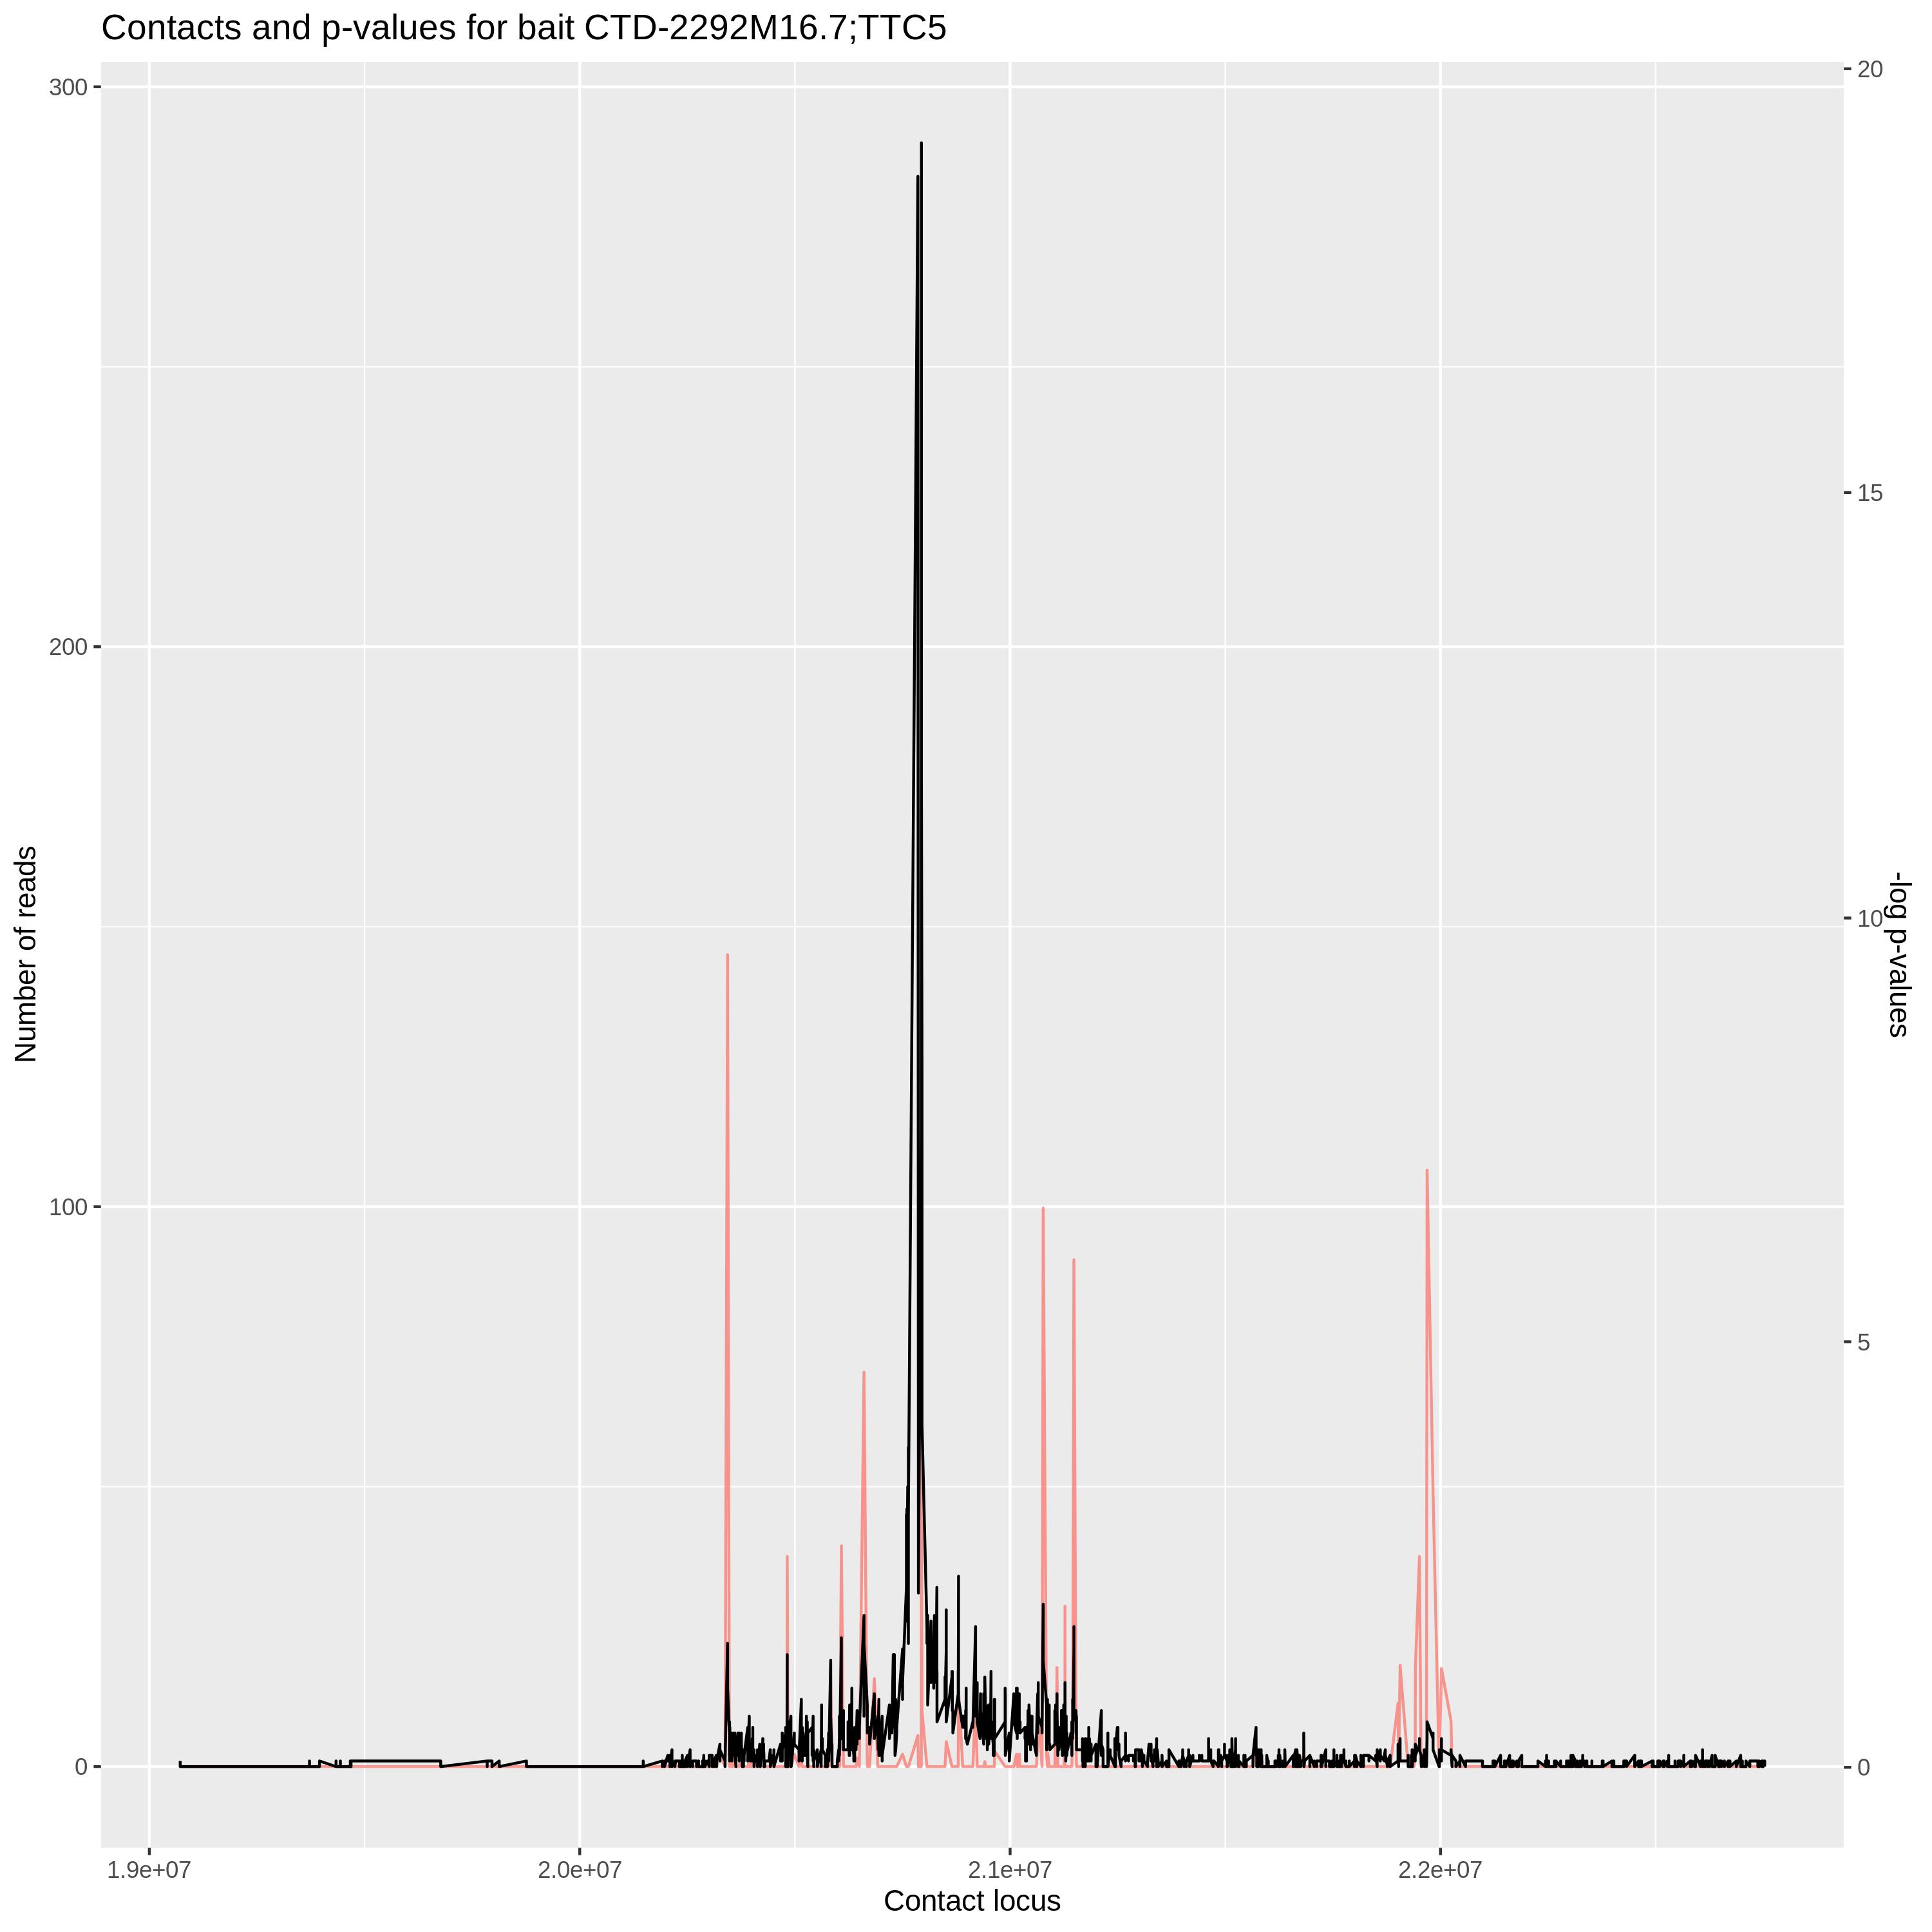 Contacts and p-values for bait CTD-2292M16.7;TTC5
300
200
100
0
Number of reads
20
15
10
5
0
-log p-values
1.9e+07
2.0e+07
2.1e+07
2.2e+07
Contact locus